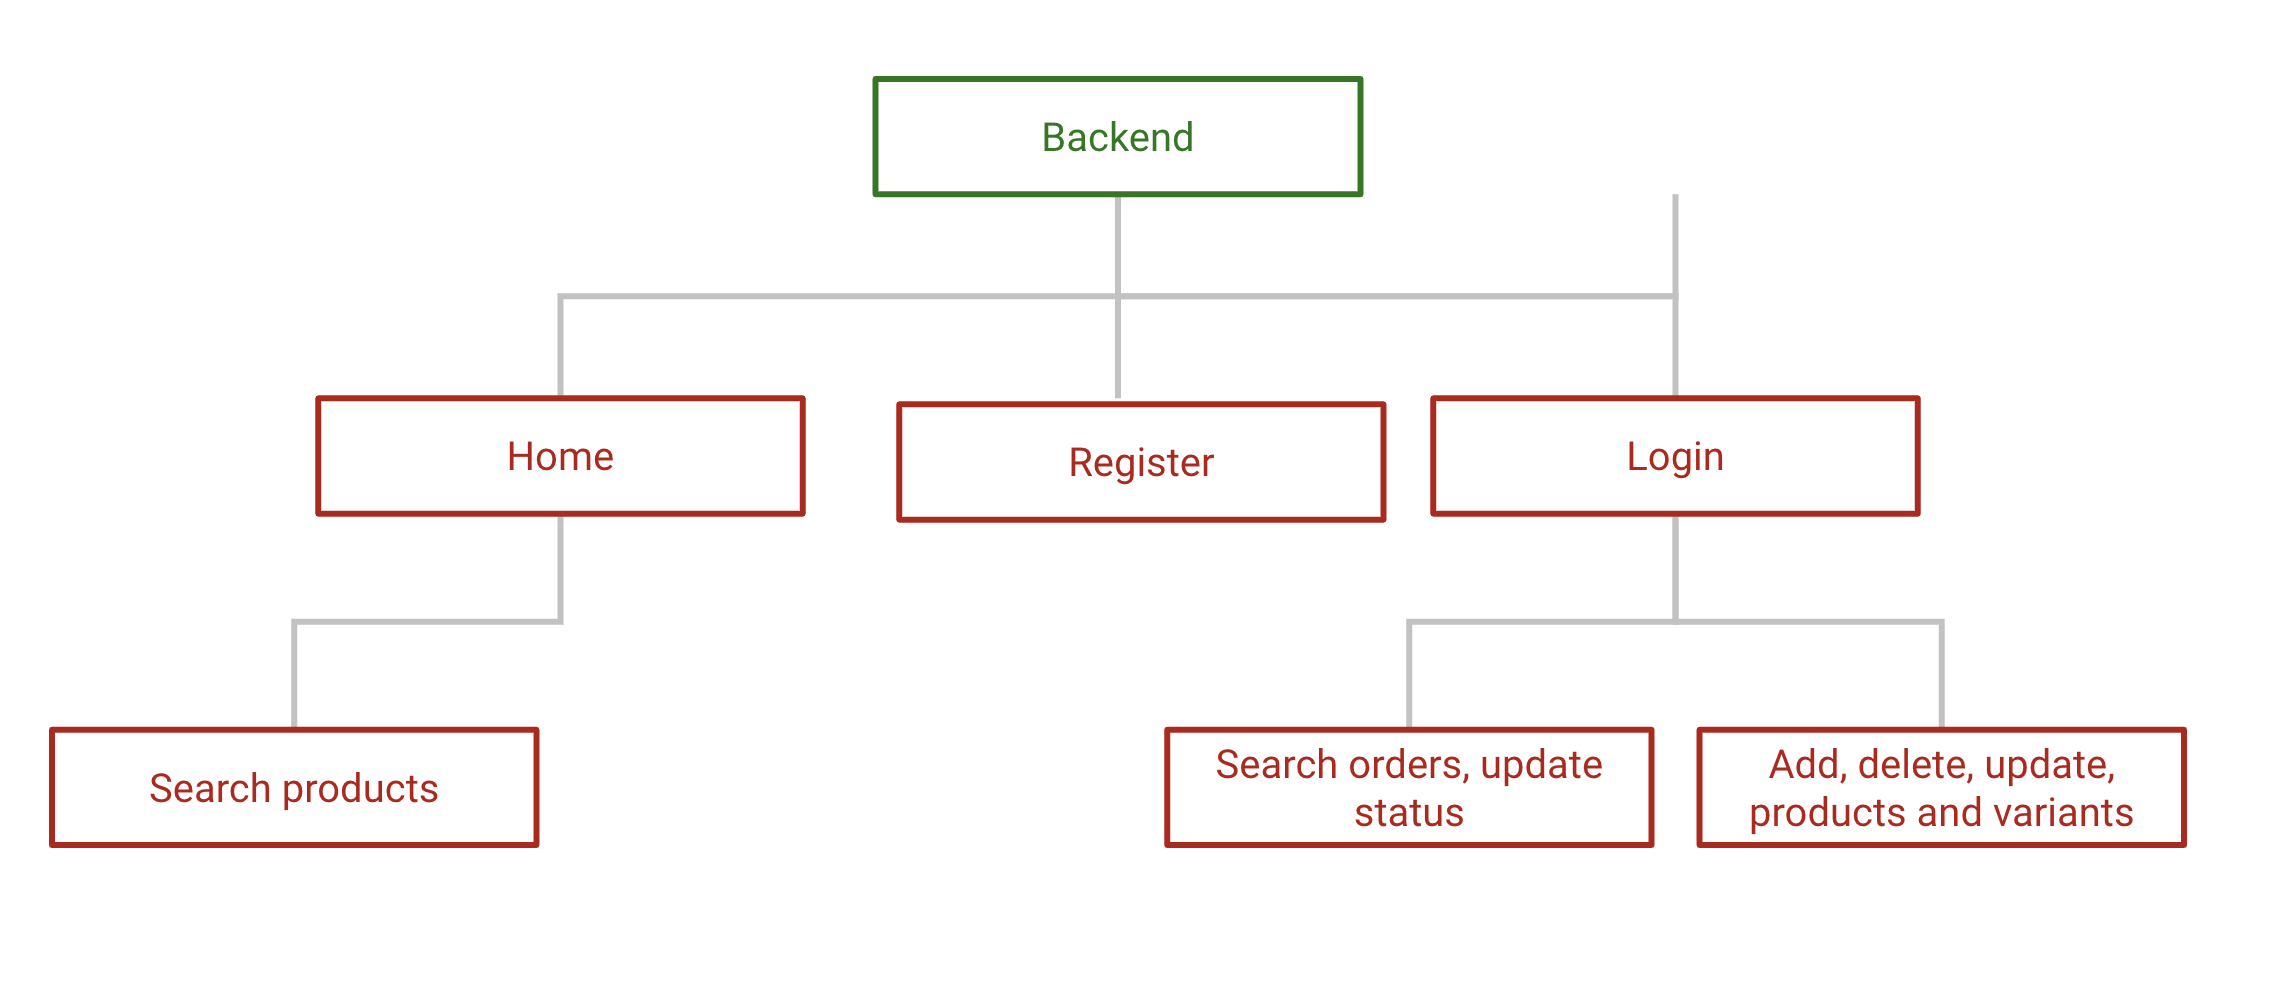 Backend
Home
Register
Login
Search products
Search orders, update
status
Add, delete, update,
products and variants